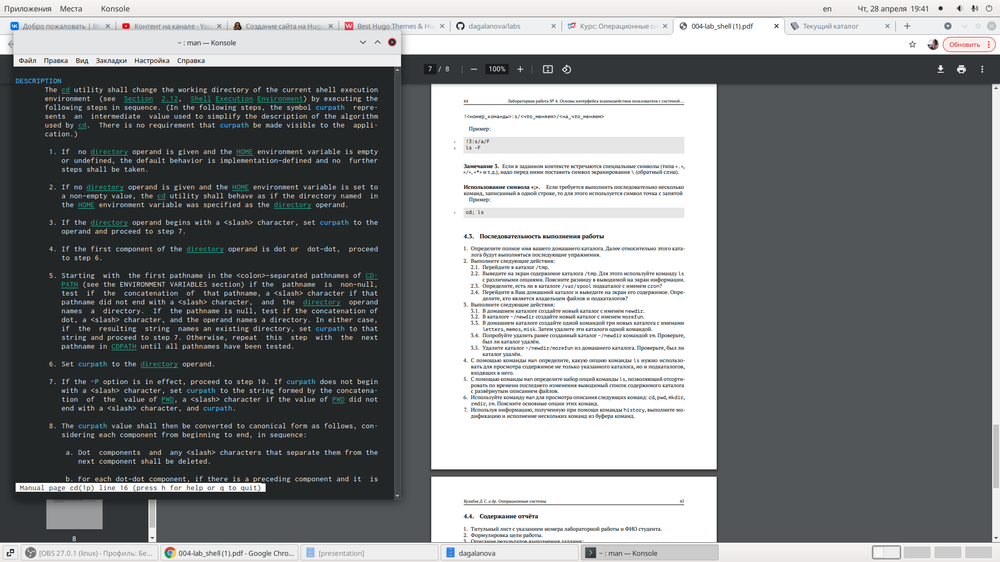 Приложения Места Konsole en Чт, 28 апреля 19:41
Добро пожаловать | ВК Контент на канале - You Создание сайта на Hugo Best Hugo Themes & Hu dagalanova/labs Курс: Операционные си 004-lab_shell (1).pdf Текущий каталог
Обновить
~ : man — Konsole
Файл Правка Вид Закладки Настройка Справка
DESCRIPTION
The cd utility shall change the working directory of the current shell execution
environment (see Section 2.12, Shell Execution Environment) by executing the
following steps in sequence. (In the following steps, the symbol curpath repre-
sents an intermediate value used to simplify the description of the algorithm
used by cd. There is no requirement that curpath be made visible to the appli-
cation.)
1. If no directory operand is given and the HOME environment variable is empty
or undefined, the default behavior is implementation-defined and no further
steps shall be taken.
2. If no directory operand is given and the HOME environment variable is set to
a non-empty value, the cd utility shall behave as if the directory named in
the HOME environment variable was specified as the directory operand.
3. If the directory operand begins with a <slash> character, set curpath to the
operand and proceed to step 7.
4. If the first component of the directory operand is dot or dot-dot, proceed
to step 6.
5. Starting with the first pathname in the <colon>-separated pathnames of CD-
PATH (see the ENVIRONMENT VARIABLES section) if the pathname is non-null,
test if the concatenation of that pathname, a <slash> character if that
pathname did not end with a <slash> character, and the directory operand
names a directory. If the pathname is null, test if the concatenation of
dot, a <slash> character, and the operand names a directory. In either case,
if the resulting string names an existing directory, set curpath to that
string and proceed to step 7. Otherwise, repeat this step with the next
pathname in CDPATH until all pathnames have been tested.
6. Set curpath to the directory operand.
7. If the -P option is in effect, proceed to step 10. If curpath does not begin
with a <slash> character, set curpath to the string formed by the concatena-
tion of the value of PWD, a <slash> character if the value of PWD did not
end with a <slash> character, and curpath.
8. The curpath value shall then be converted to canonical form as follows, con-
sidering each component from beginning to end, in sequence:
a. Dot components and any <slash> characters that separate them from the
next component shall be deleted.
b. For each dot-dot component, if there is a preceding component and it is
Manual page cd(1p) line 16 (press h for help or q to quit)
8
7 / 8 100%
44 Лабораторная работа № 4. Основы интерфейса взаимодействия пользователя с системой ...
!<номер_команды>:s/<что_меняем>/<на_что_меняем>
Пример:
1 !3:s/a/F
2 ls -F
Замечание 3. Если в заданном контексте встречаются специальные символы (типа «.»,
«/», «*» и т.д.), надо перед ними поставить символ экранирования \ (обратный слэш).
Использование символа «;». Если требуется выполнить последовательно несколько
команд, записанный в одной строке, то для этого используется символ точка с запятой
Пример:
1 cd; ls
4.3. Последовательность выполнения работы
1. Определите полное имя вашего домашнего каталога. Далее относительно этого ката-
лога будут выполняться последующие упражнения.
2. Выполните следующие действия:
2.1. Перейдите в каталог /tmp.
2.2. Выведите на экран содержимое каталога /tmp. Для этого используйте команду ls
с различными опциями. Поясните разницу в выводимой на экран информации.
2.3. Определите, есть ли в каталоге /var/spool подкаталог с именем cron?
2.4. Перейдите в Ваш домашний каталог и выведите на экран его содержимое. Опре-
делите, кто является владельцем файлов и подкаталогов?
3. Выполните следующие действия:
3.1. В домашнем каталоге создайте новый каталог с именем newdir.
3.2. В каталоге ~/newdir создайте новый каталог с именем morefun.
3.3. В домашнем каталоге создайте одной командой три новых каталога с именами
letters, memos, misk. Затем удалите эти каталоги одной командой.
3.4. Попробуйте удалить ранее созданный каталог ~/newdir командой rm. Проверьте,
был ли каталог удалён.
3.5. Удалите каталог ~/newdir/morefun из домашнего каталога. Проверьте, был ли
каталог удалён.
4. С помощью команды man определите, какую опцию команды ls нужно использо-
вать для просмотра содержимое не только указанного каталога, но и подкаталогов,
входящих в него.
5. С помощью команды man определите набор опций команды ls, позволяющий отсорти-
ровать по времени последнего изменения выводимый список содержимого каталога
с развёрнутым описанием файлов.
6. Используйте команду man для просмотра описания следующих команд: cd, pwd, mkdir,
rmdir, rm. Поясните основные опции этих команд.
7. Используя информацию, полученную при помощи команды history, выполните мо-
дификацию и исполнение нескольких команд из буфера команд.
Кулябов Д. С. и др. Операционные системы 45
4.4. Содержание отчёта
1. Титульный лист с указанием номера лабораторной работы и ФИО студента.
2. Формулировка цели работы.
3. Описание результатов выполнения задания:
[OBS 27.0.1 (linux) - Профиль: Бе... 004-lab_shell (1).pdf - Google Chro... [presentation] dagalanova ~ : man — Konsole